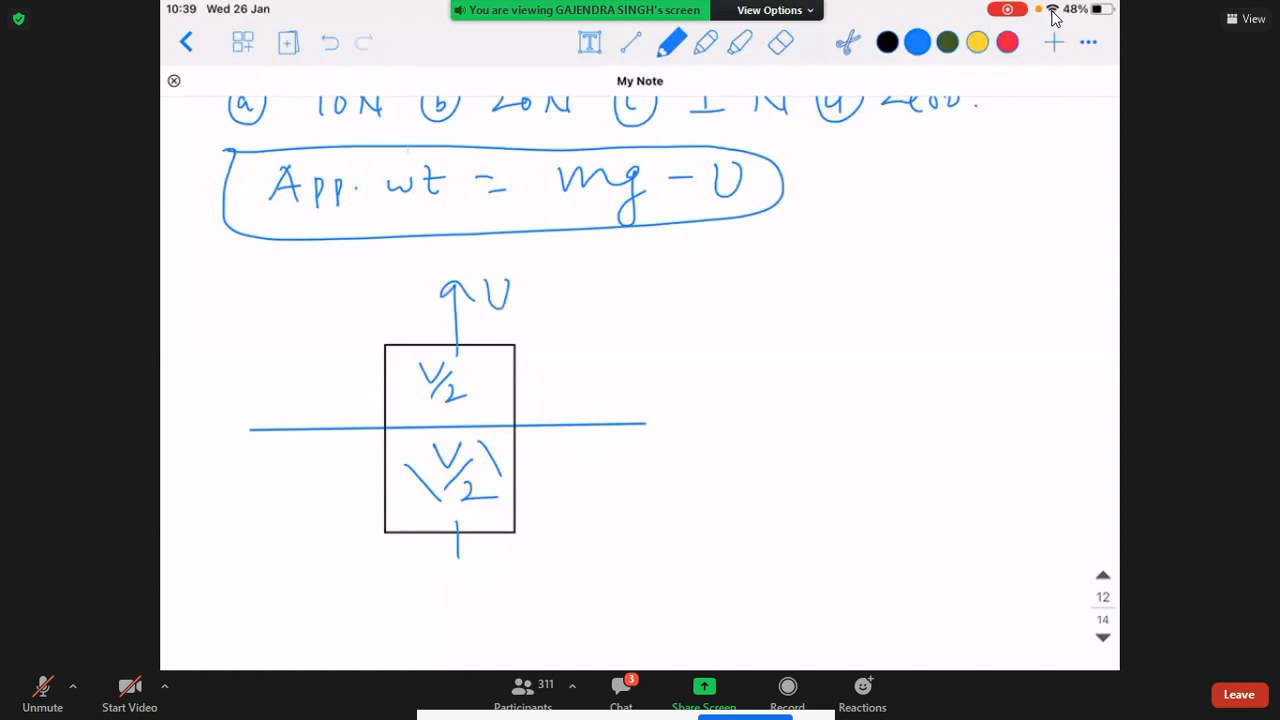 10:39 Wed 26 Jan
You are viewing GAJENDRA SINGH's screen
View Options
48%
View
My Note
(a) 10N (b) 20N (c) 1 N (d) zero.
App. wt = mg - U
U
V/2
V/2
12
14
Unmute
Start Video
311
Participants
3
Chat
Share Screen
Record
Reactions
Leave